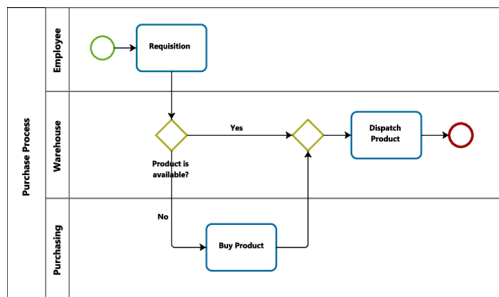 Purchase Process
Employee
Requisition
Warehouse
Product is
available?
Yes
Dispatch
Product
Purchasing
No
Buy Product